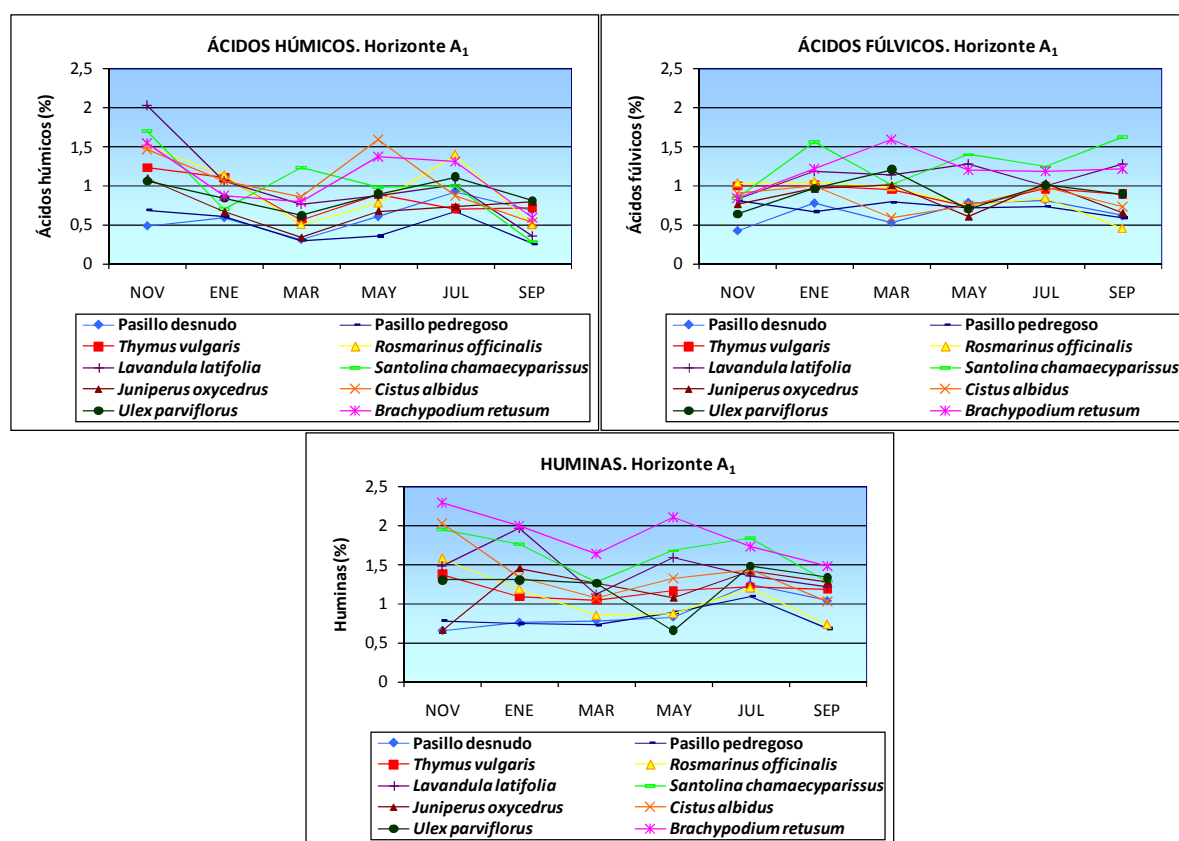 ÁCIDOS HÚMICOS. Horizonte A₁
Ácidos húmicos (%)
2,5
2
1,5
1
0,5
0
NOV ENE MAR MAY JUL SEP
Pasillo desnudo Pasillo pedregoso
Thymus vulgaris Rosmarinus officinalis
Lavandula latifolia Santolina chamaecyparissus
Juniperus oxycedrus Cistus albidus
Ulex parviflorus Brachypodium retusum
ÁCIDOS FÚLVICOS. Horizonte A₁
Ácidos fúlvicos (%)
2,5
2
1,5
1
0,5
0
NOV ENE MAR MAY JUL SEP
Pasillo desnudo Pasillo pedregoso
Thymus vulgaris Rosmarinus officinalis
Lavandula latifolia Santolina chamaecyparissus
Juniperus oxycedrus Cistus albidus
Ulex parviflorus Brachypodium retusum
HUMINAS. Horizonte A₁
Huminas (%)
2,5
2
1,5
1
0,5
0
NOV ENE MAR MAY JUL SEP
Pasillo desnudo Pasillo pedregoso
Thymus vulgaris Rosmarinus officinalis
Lavandula latifolia Santolina chamaecyparissus
Juniperus oxycedrus Cistus albidus
Ulex parviflorus Brachypodium retusum